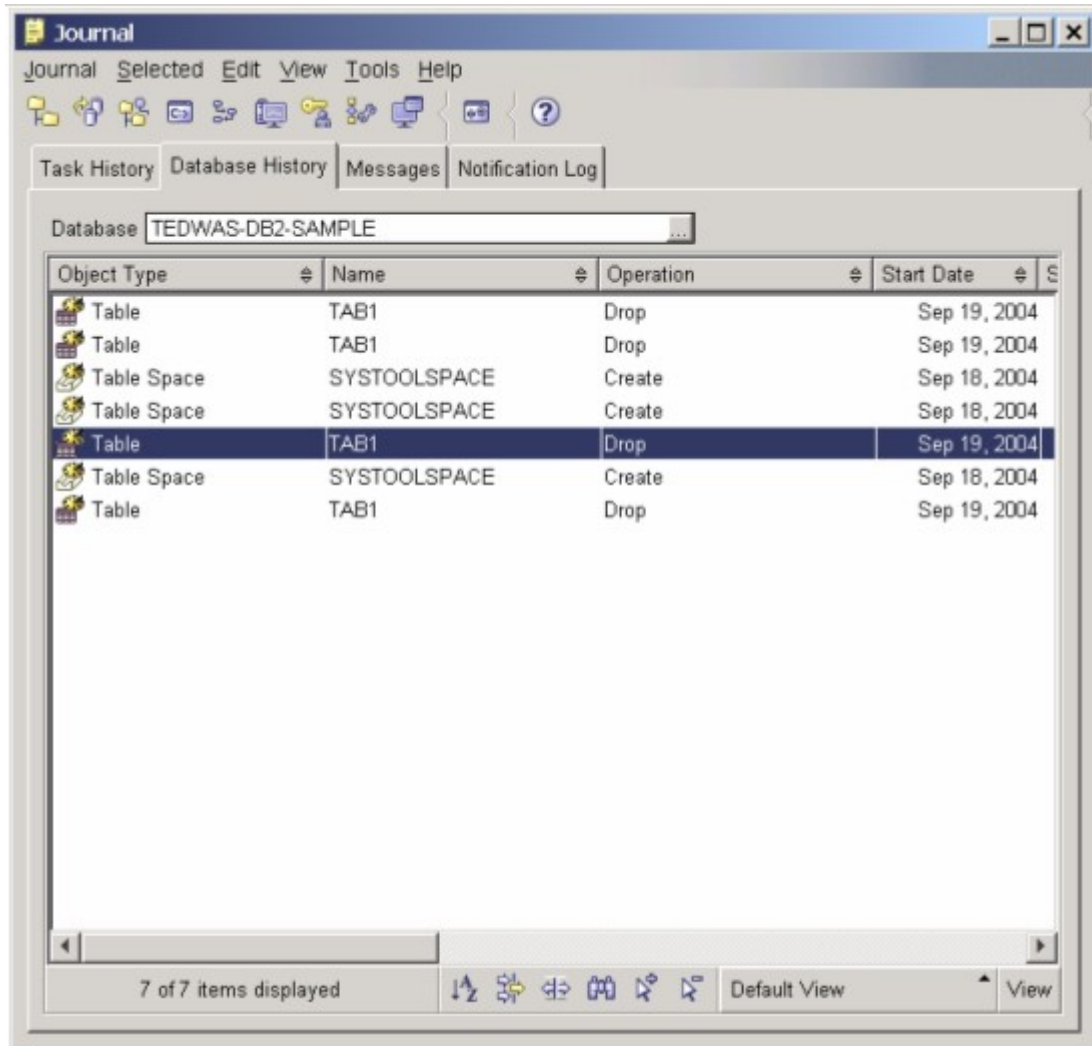 Journal
Journal Selected Edit View Tools Help
Task History Database History Messages Notification Log
Database TEDWAS-DB2-SAMPLE ...
Object Type Name Operation Start Date S
Table TAB1 Drop Sep 19, 2004
Table TAB1 Drop Sep 19, 2004
Table Space SYSTOOLSPACE Create Sep 18, 2004
Table Space SYSTOOLSPACE Create Sep 18, 2004
Table TAB1 Drop Sep 19, 2004
Table Space SYSTOOLSPACE Create Sep 18, 2004
Table TAB1 Drop Sep 19, 2004
7 of 7 items displayed Default View View